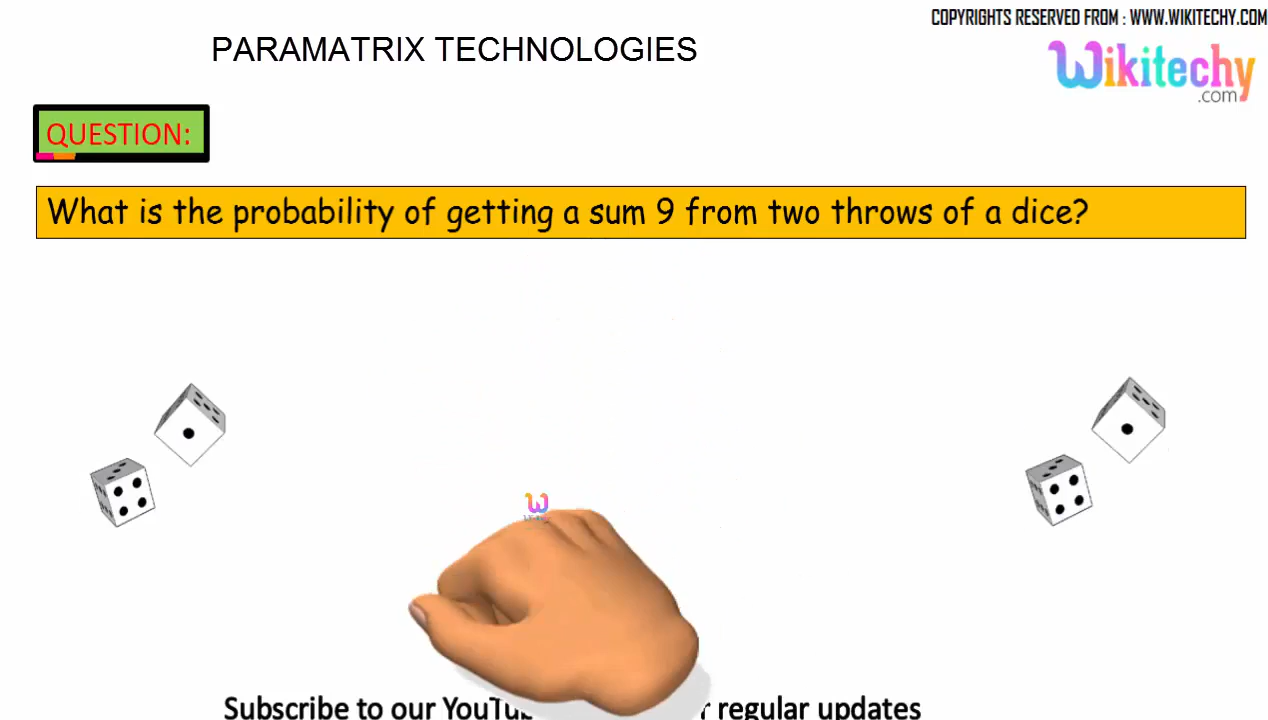 COPYRIGHTS RESERVED FROM : WWW.WIKITECHY.COM
PARAMATRIX TECHNOLOGIES
Wikitechy
.com
QUESTION:
What is the probability of getting a sum 9 from two throws of a dice?
W
Subscribe to our regular updates